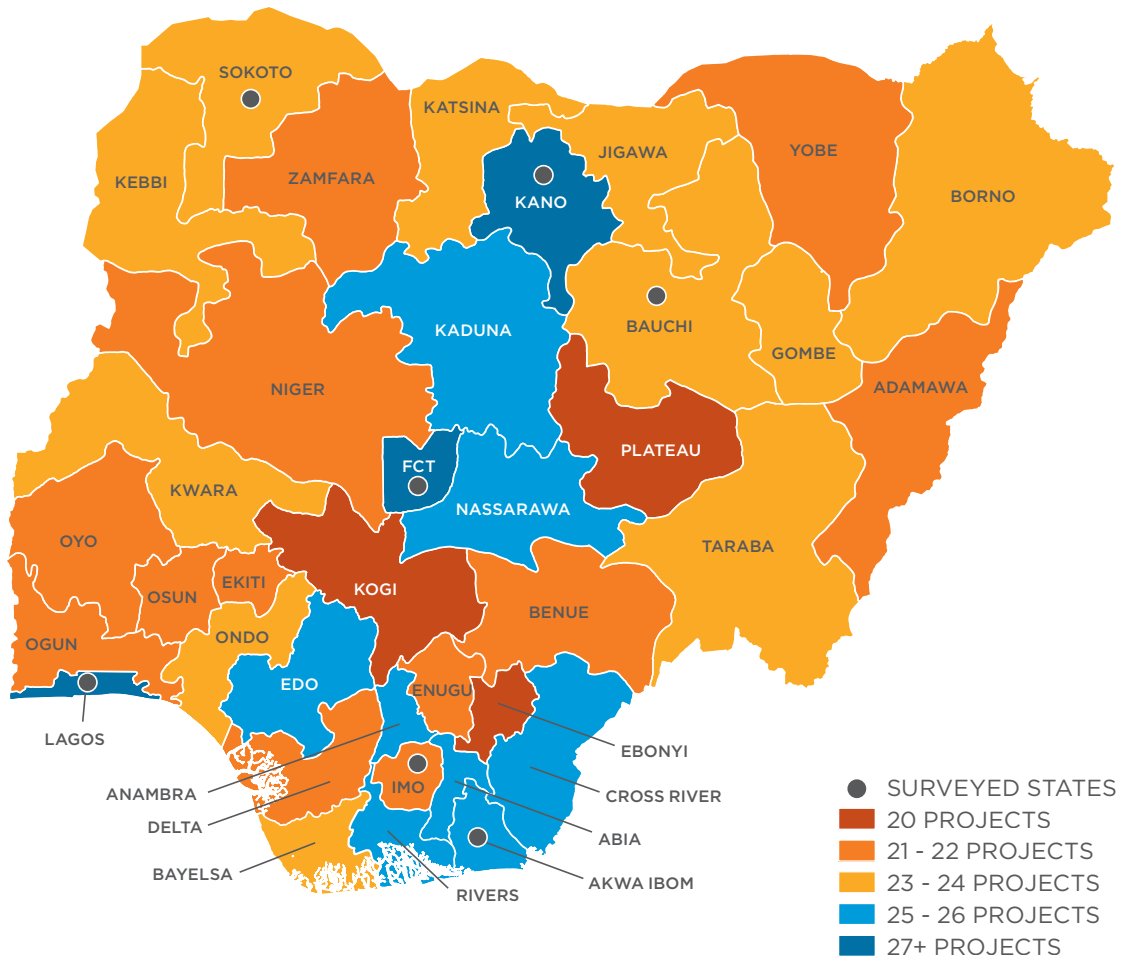 SOKOTO
KATSINA
JIGAWA
YOBE
KEBBI
ZAMFARA
BORNO
KANO
KADUNA
BAUCHI
GOMBE
NIGER
ADAMAWA
PLATEAU
FCT
KWARA
NASSARAWA
OYO
TARABA
EKITI
OSUN
KOGI
BENUE
OGUN
ONDO
EDO
ENUGU
LAGOS
EBONYI
ANAMBRA
IMO
CROSS RIVER
DELTA
ABIA
BAYELSA
AKWA IBOM
RIVERS
SURVEYED STATES
20 PROJECTS
21 - 22 PROJECTS
23 - 24 PROJECTS
25 - 26 PROJECTS
27+ PROJECTS